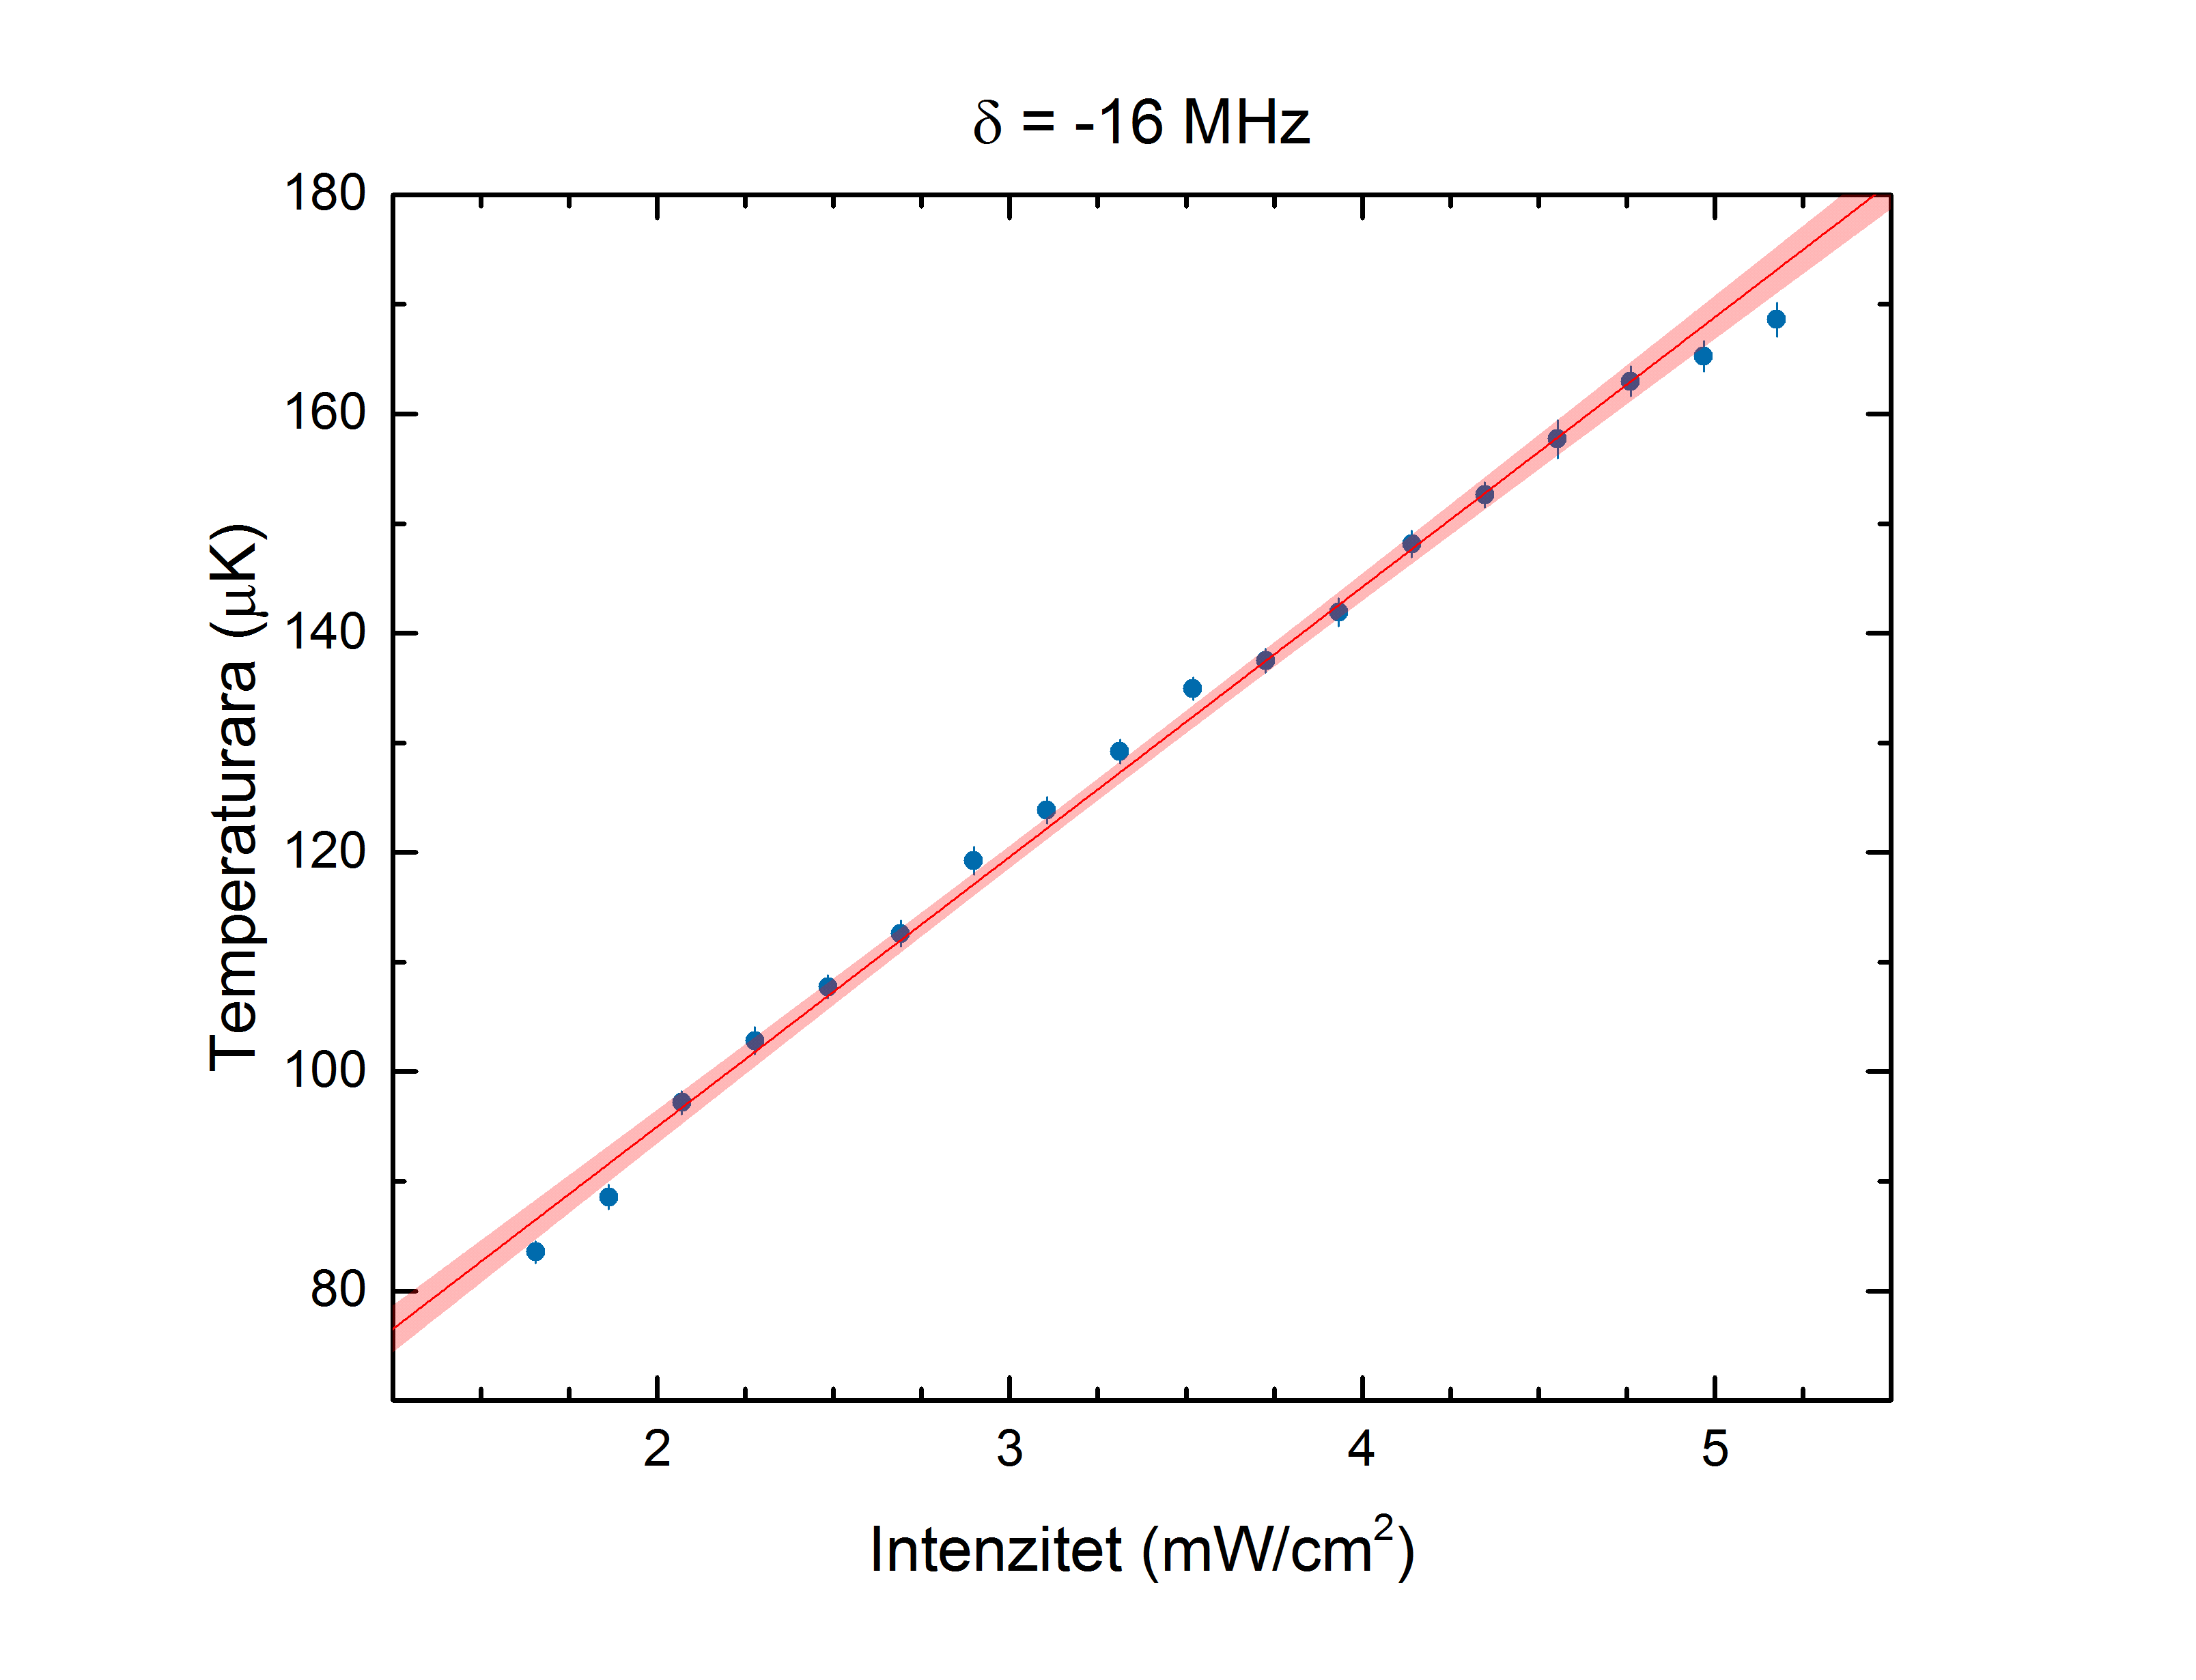 δ = -16 MHz
180
160
140
120
100
80
Temperaturara (μK)
2 3 4 5
Intenzitet (mW/cm²)